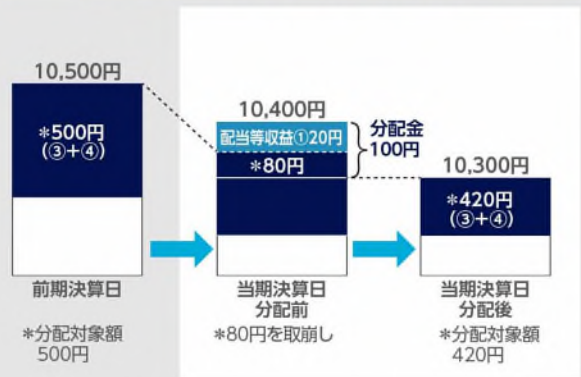 10,500円
*500円
(③+④)
前期決算日
*分配対象額
500円
10,400円
配当等収益①20円
*80円
分配金
100円
当期決算日
分配前
*80円を取崩し
10,300円
*420円
(③+④)
当期決算日
分配後
*分配対象額
420円